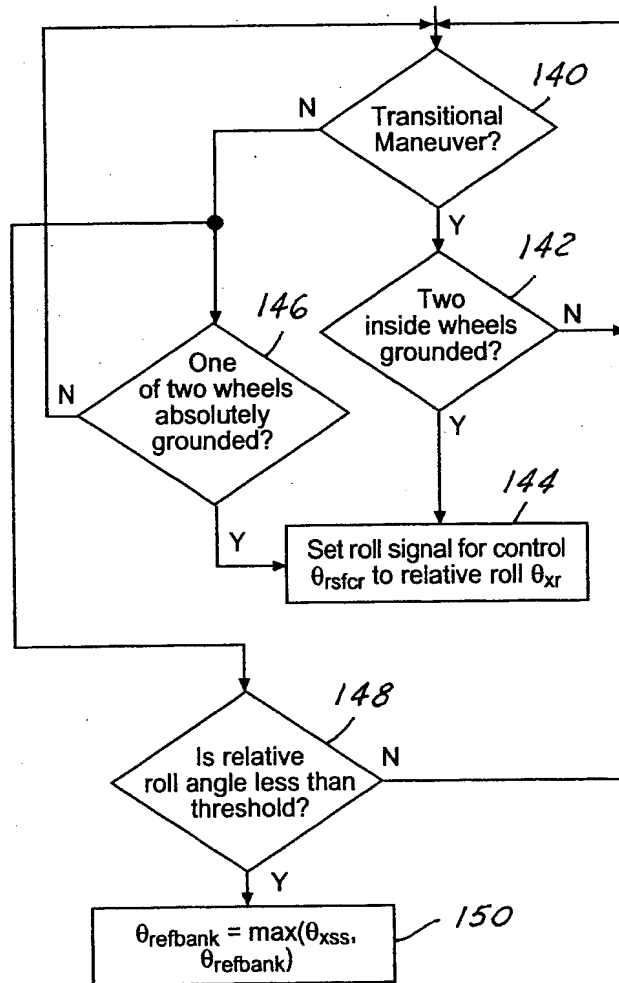 140
N
Transitional
Maneuver?
Y
142
146
Two
inside wheels
grounded?
N
One
of two wheels
absolutely
grounded?
N
Y
144
Y
Set roll signal for control
θrsfcr to relative roll θxr
148
Is relative
roll angle less than
threshold?
N
Y
150
θrefbank = max(θxss,
θrefbank)